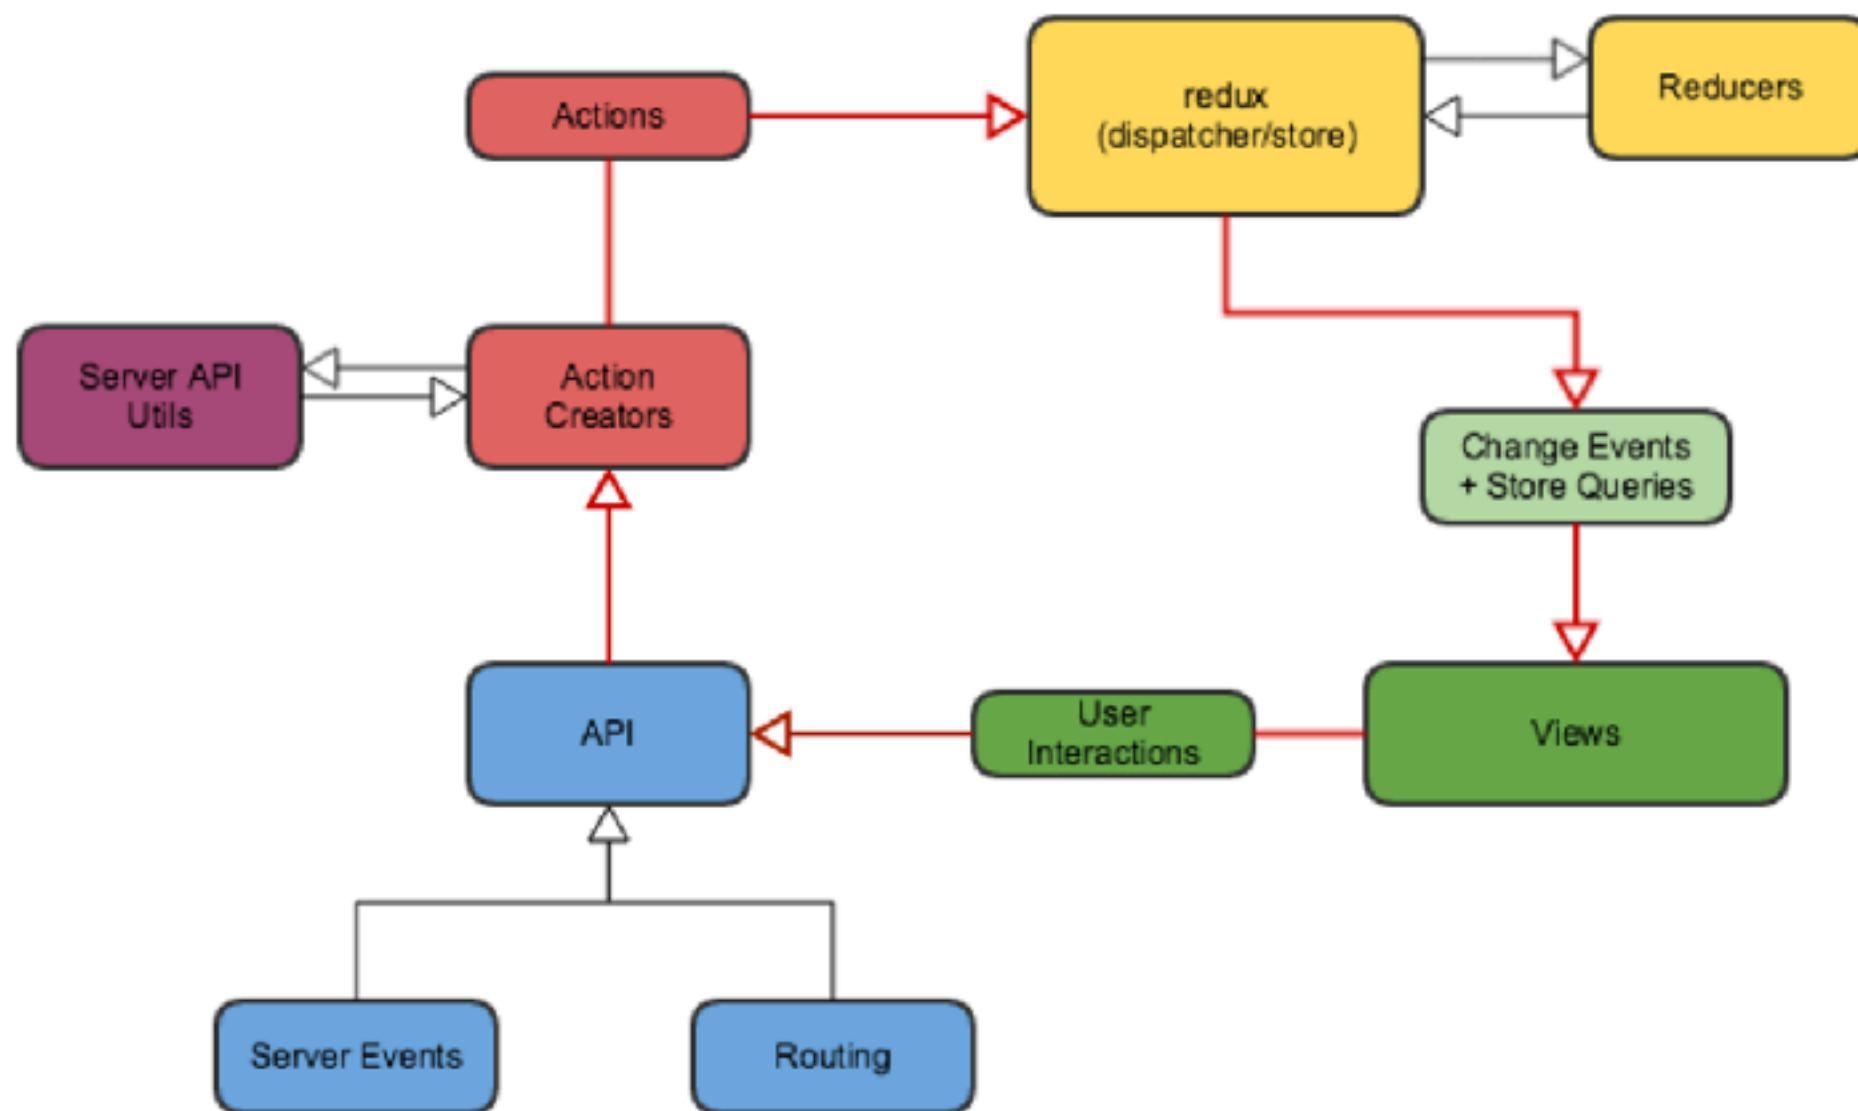 Actions
redux
(dispatcher/store)
Reducers
Server API
Utils
Action
Creators
Change Events
+ Store Queries
API
User
Interactions
Views
Server Events
Routing